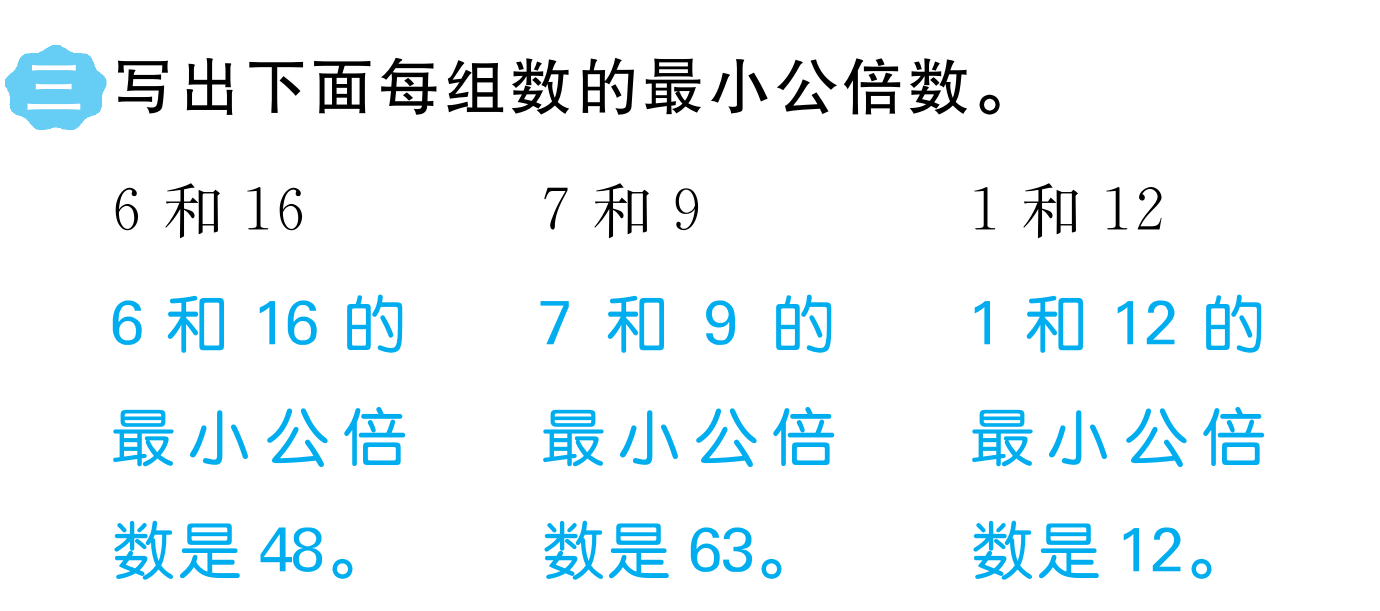 三 写出下面每组数的最小公倍数。
6 和 16 7 和 9 1 和 12
6 和 16 的 7 和 9 的 1 和 12 的
最小公倍 最小公倍 最小公倍
数是 48。 数是 63。 数是 12。